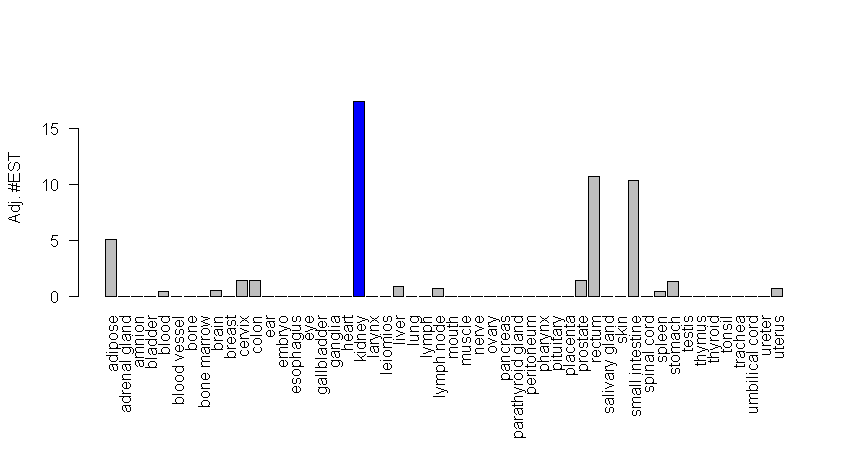 Adj. #EST
15
10
5
0
adipose
adrenal gland
amnion
bladder
blood
blood vessel
bone
bone marrow
brain
breast
cervix
colon
ear
embryo
esophagus
eye
gallbladder
ganglia
heart
kidney
larynx
leiomios
liver
lung
lymph
lymph node
mouth
muscle
nerve
ovary
pancreas
parathyroid gland
peritoneum
pharynx
pituitary
placenta
prostate
rectum
salivary gland
skin
small intestine
spinal cord
spleen
stomach
testis
thymus
thyroid
tonsil
trachea
umbilical cord
ureter
uterus